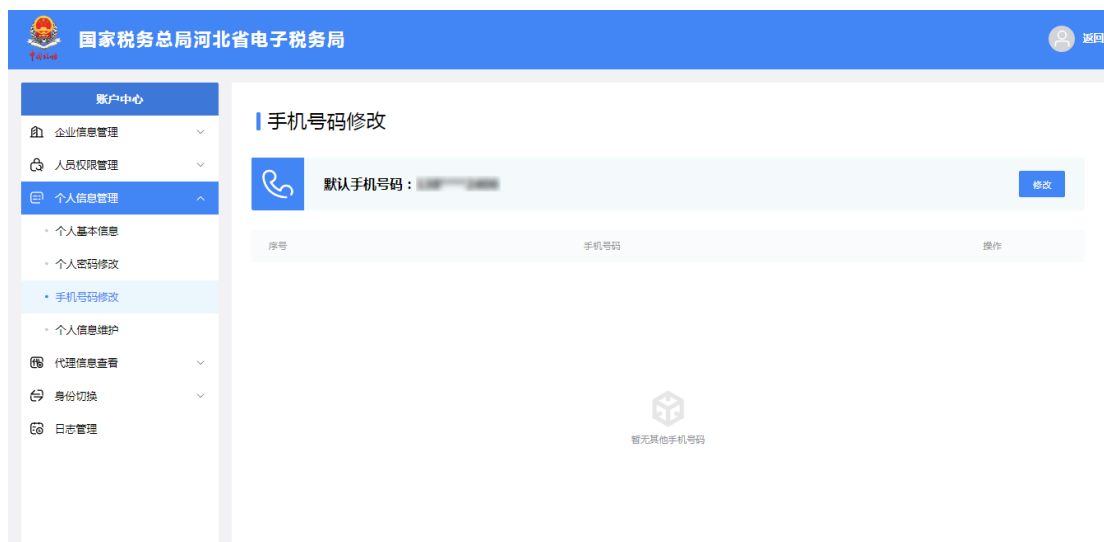 国家税务总局河北省电子税务局
返回
账户中心
企业信息管理
人员权限管理
个人信息管理
个人基本信息
个人密码修改
手机号码修改
个人信息维护
代理信息查看
身份切换
日志管理
手机号码修改
默认手机号码：
修改
序号 手机号码 操作
暂无其他手机号码